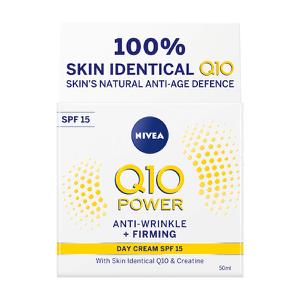 100%
SKIN IDENTICAL Q10
SKIN'S NATURAL ANTI-AGE DEFENCE
SPF 15
NIVEA
Q10
POWER
ANTI-WRINKLE
+ FIRMING
DAY CREAM SPF 15
With Skin Identical Q10 & Creatine
50ml